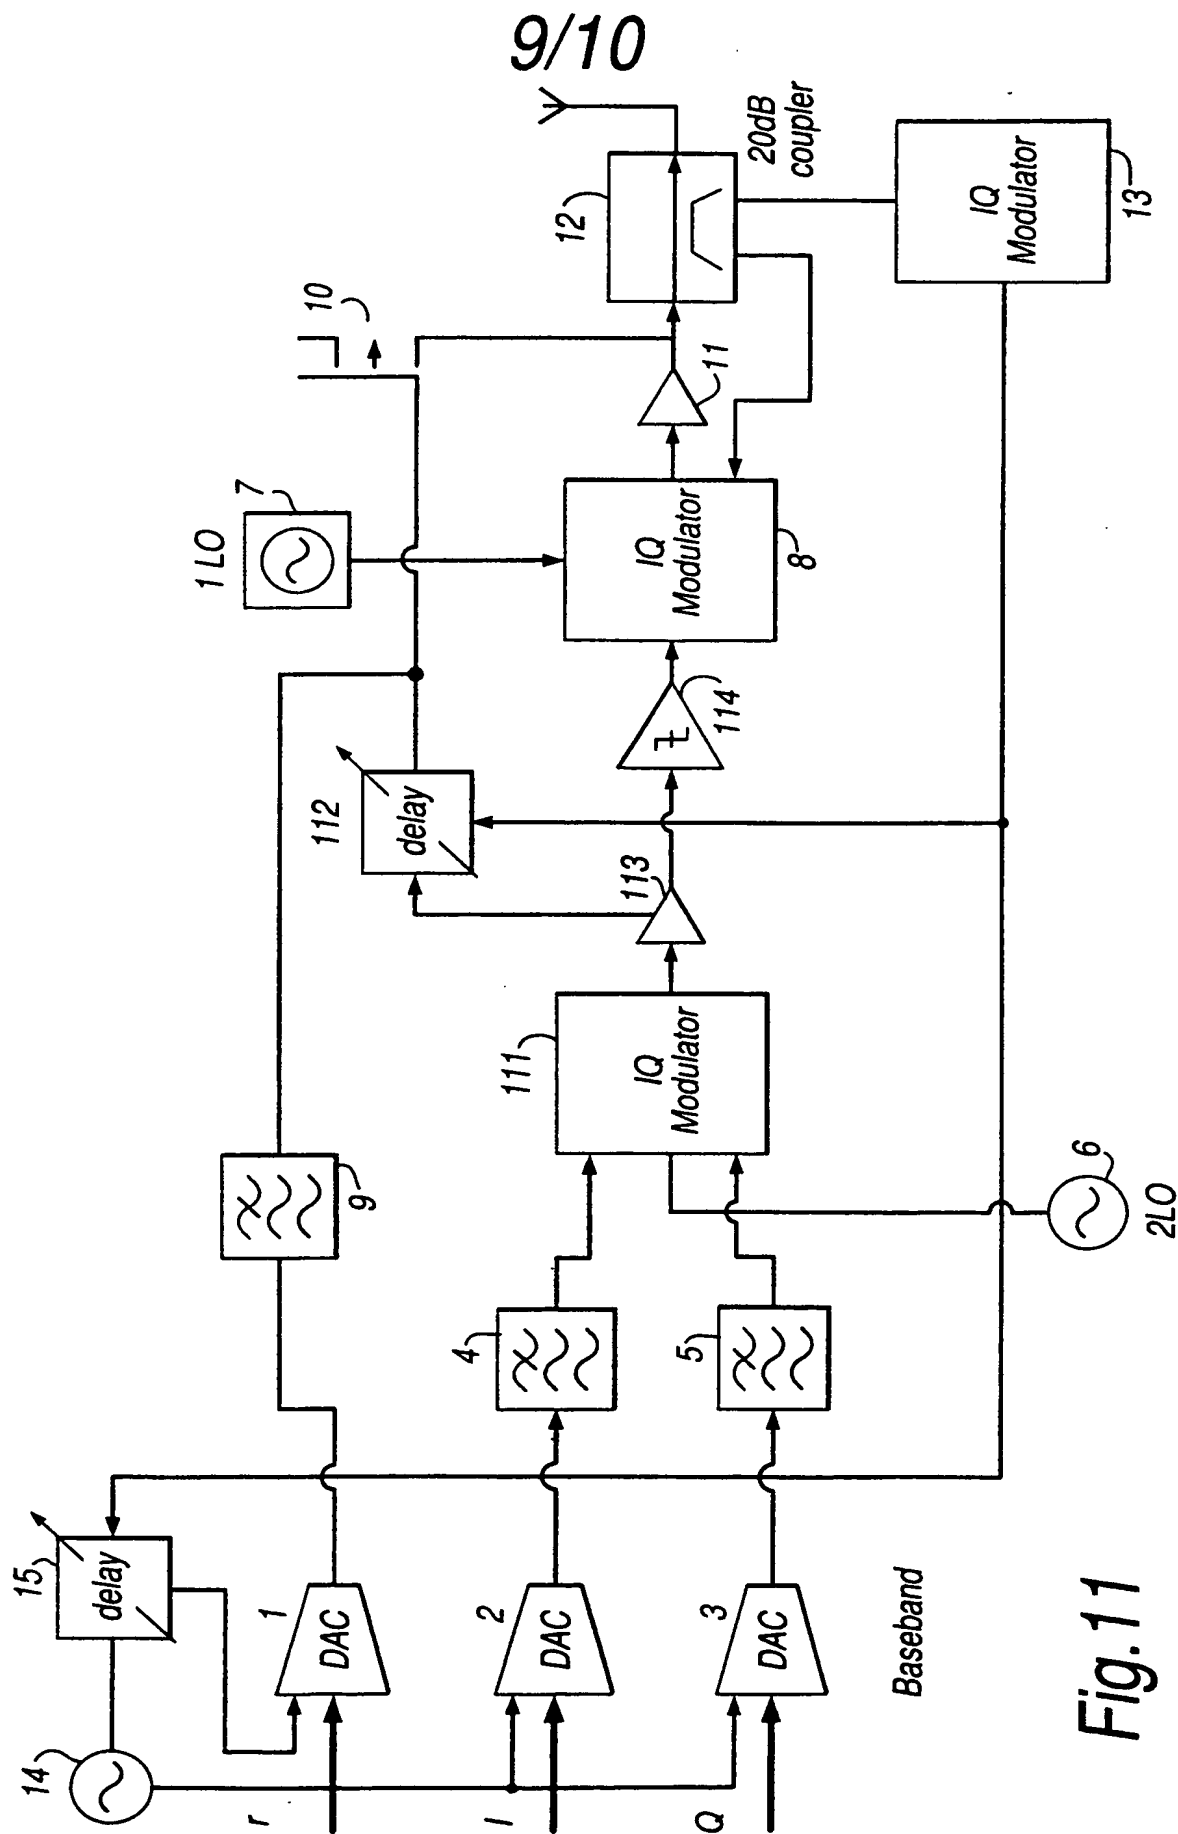 9/10
14
15
delay
r
1
DAC
I
2
DAC
Q
3
DAC
Baseband
9
4
5
6
2LO
111
IQ
Modulator
113
112
delay
114
1 LO
7
IQ
Modulator
8
10
11
12
20dB
coupler
IQ
Modulator
13
Fig.11